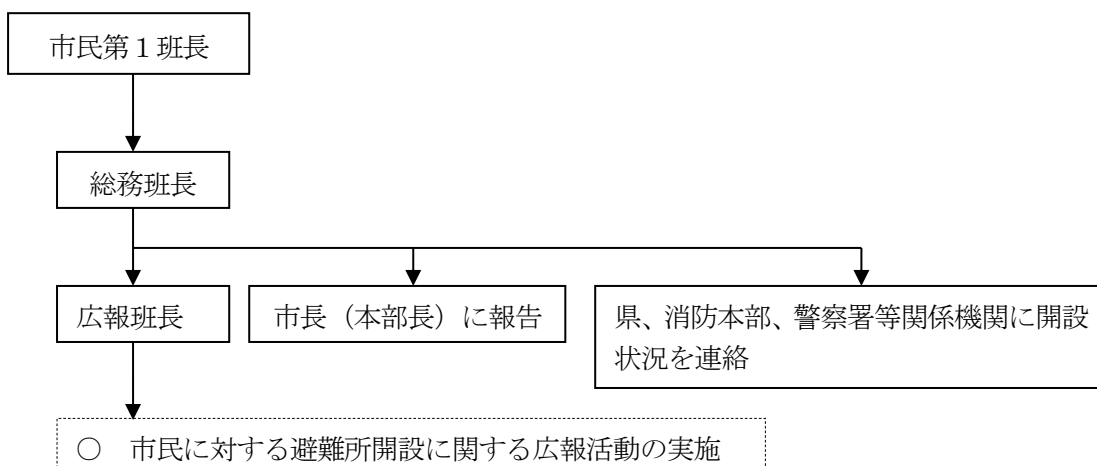 市民第１班長
総務班長
広報班長
市長（本部長）に報告
県、消防本部、警察署等関係機関に開設
状況を連絡
○　市民に対する避難所開設に関する広報活動の実施